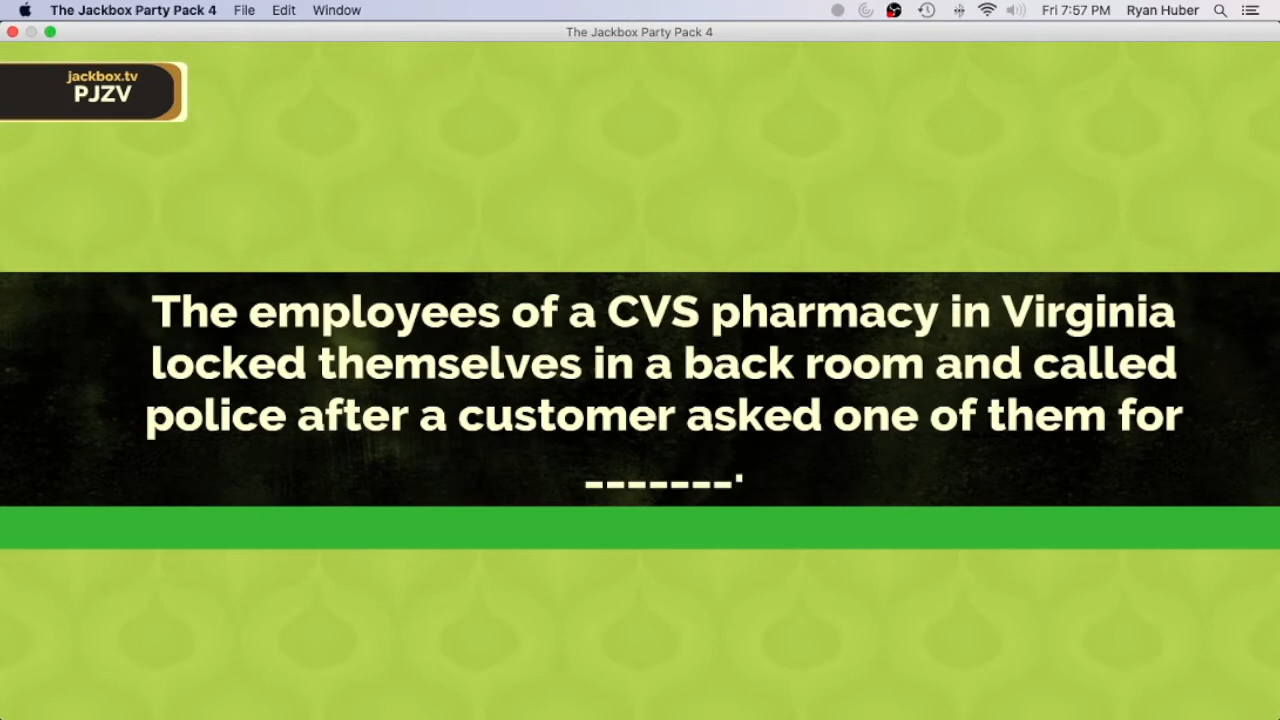 The Jackbox Party Pack 4 File Edit Window Fri 7:57 PM Ryan Huber
The Jackbox Party Pack 4
jackbox.tv
PJZV
The employees of a CVS pharmacy in Virginia
locked themselves in a back room and called
police after a customer asked one of them for
_______.